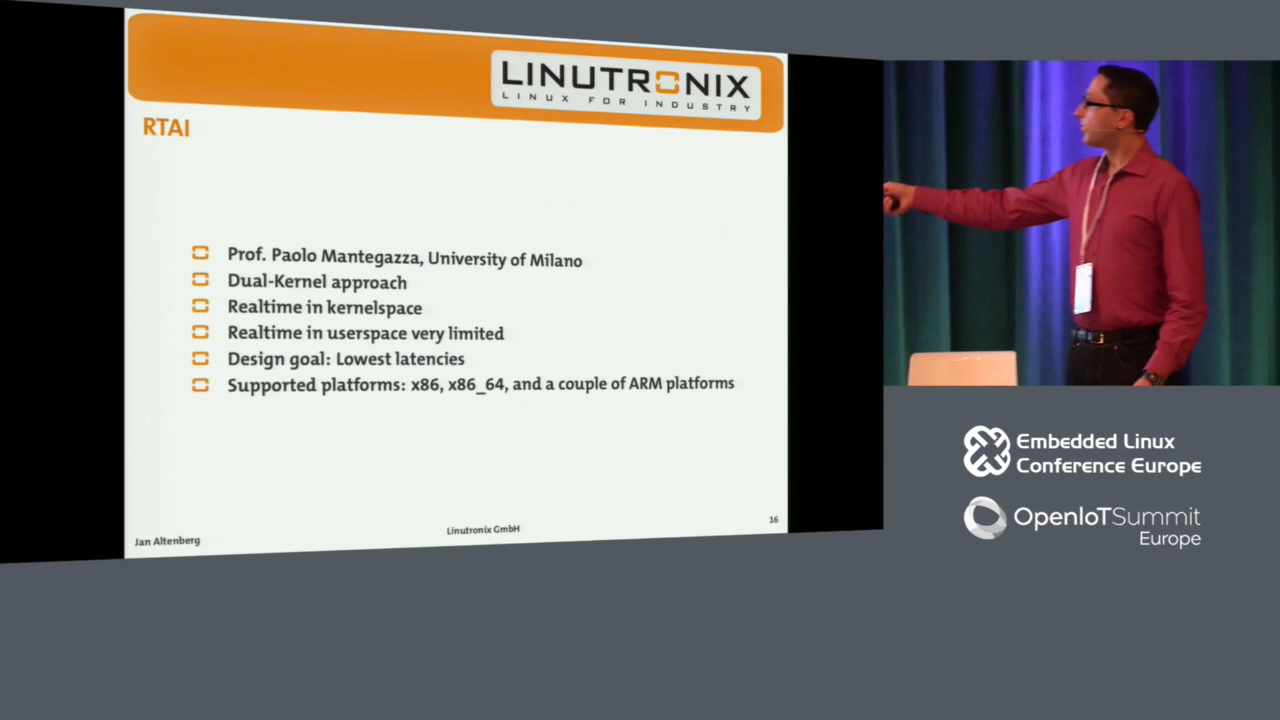 LINUTRONIX
LINUX FOR INDUSTRY
RTAI
Prof. Paolo Mantegazza, University of Milano
Dual-Kernel approach
Realtime in kernelspace
Realtime in userspace very limited
Design goal: Lowest latencies
Supported platforms: x86, x86_64, and a couple of ARM platforms
Jan Altenberg
Linutronix GmbH
16
Embedded Linux
Conference Europe
OpenIoTSummit
Europe